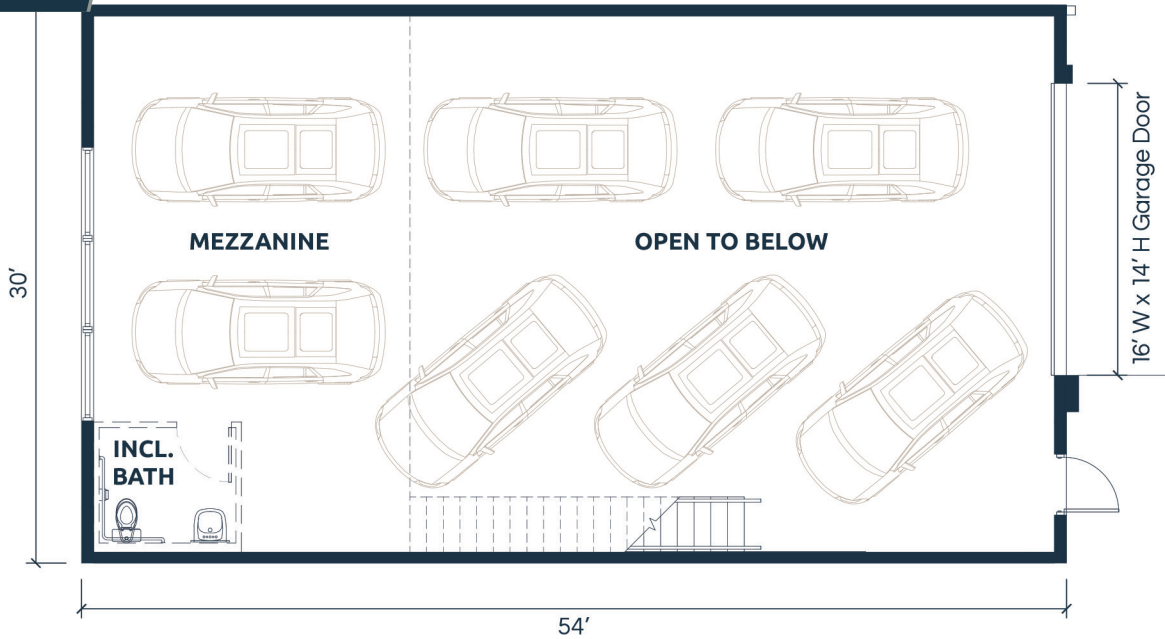 MEZZANINE
OPEN TO BELOW
30’
16’ W x 14’ H Garage Door
INCL.
BATH
54’